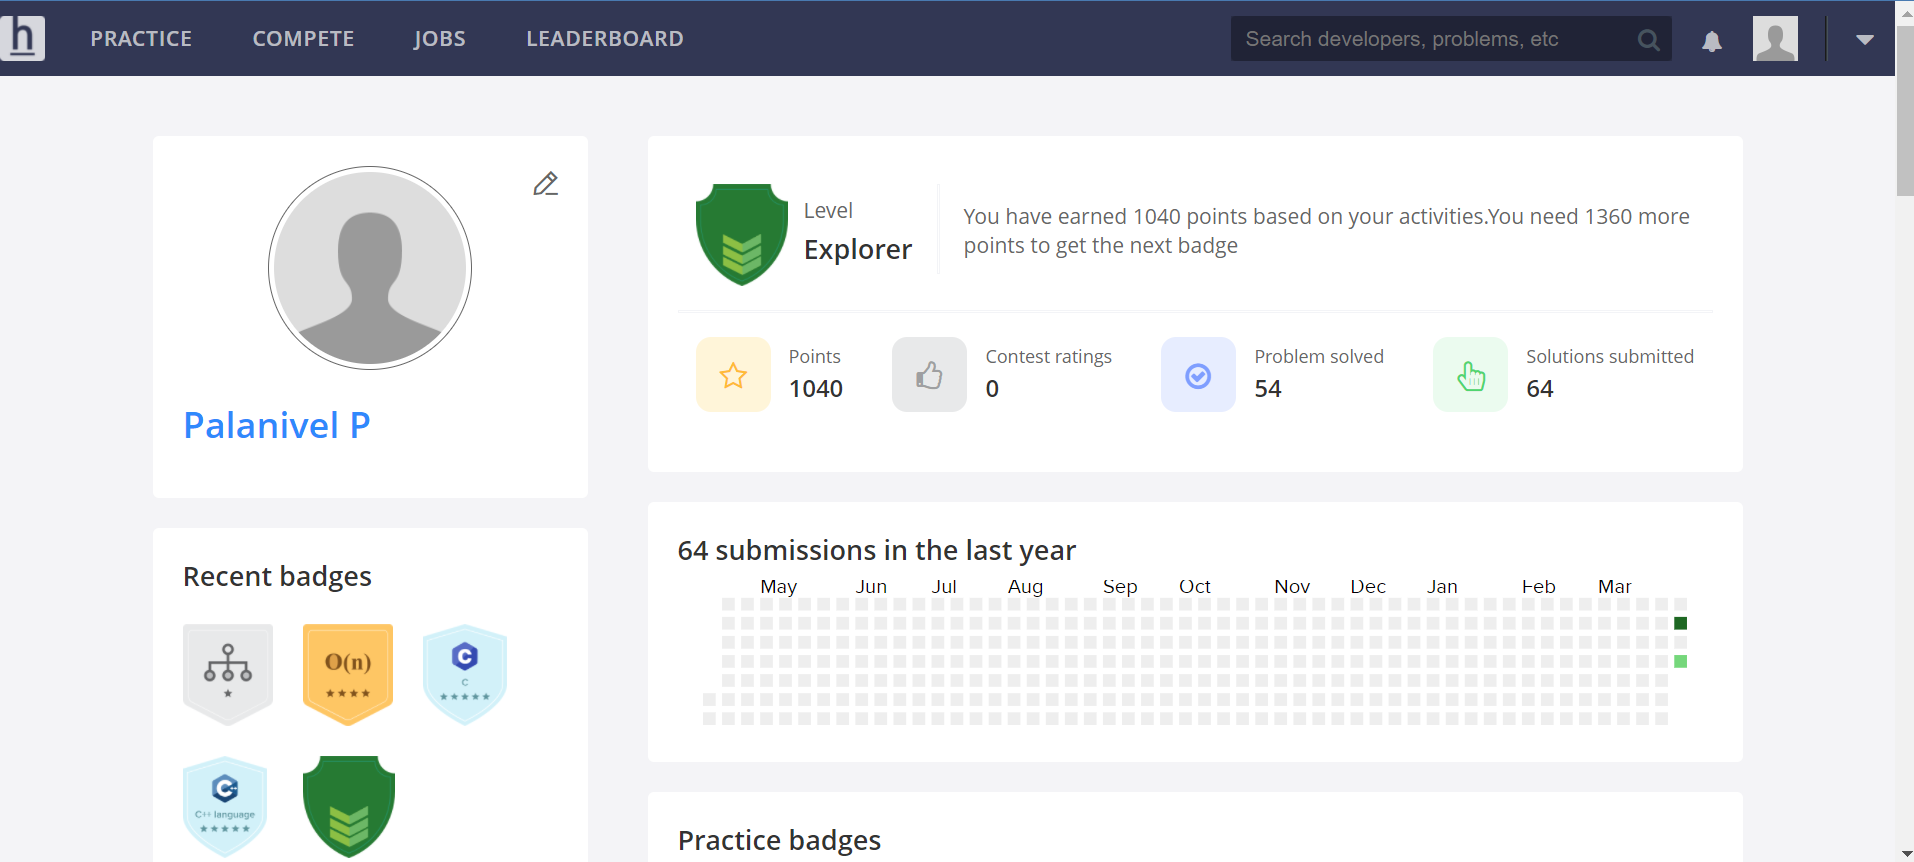 h PRACTICE COMPETE JOBS LEADERBOARD Search developers, problems, etc
Palanivel P
Recent badges
O(n)
C
C
C++
C++ language
Level
Explorer
You have earned 1040 points based on your activities.You need 1360 more
points to get the next badge
Points
1040
Contest ratings
0
Problem solved
54
Solutions submitted
64
64 submissions in the last year
May Jun Jul Aug Sep Oct Nov Dec Jan Feb Mar
Practice badges